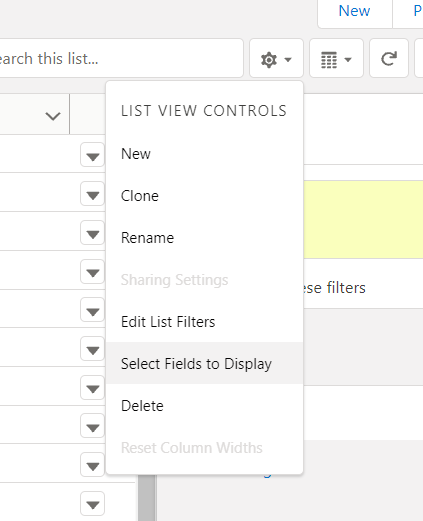 New
earch this list...
LIST VIEW CONTROLS
New
Clone
Rename
Sharing Settings
ese filters
Edit List Filters
Select Fields to Display
Delete
Reset Column Widths